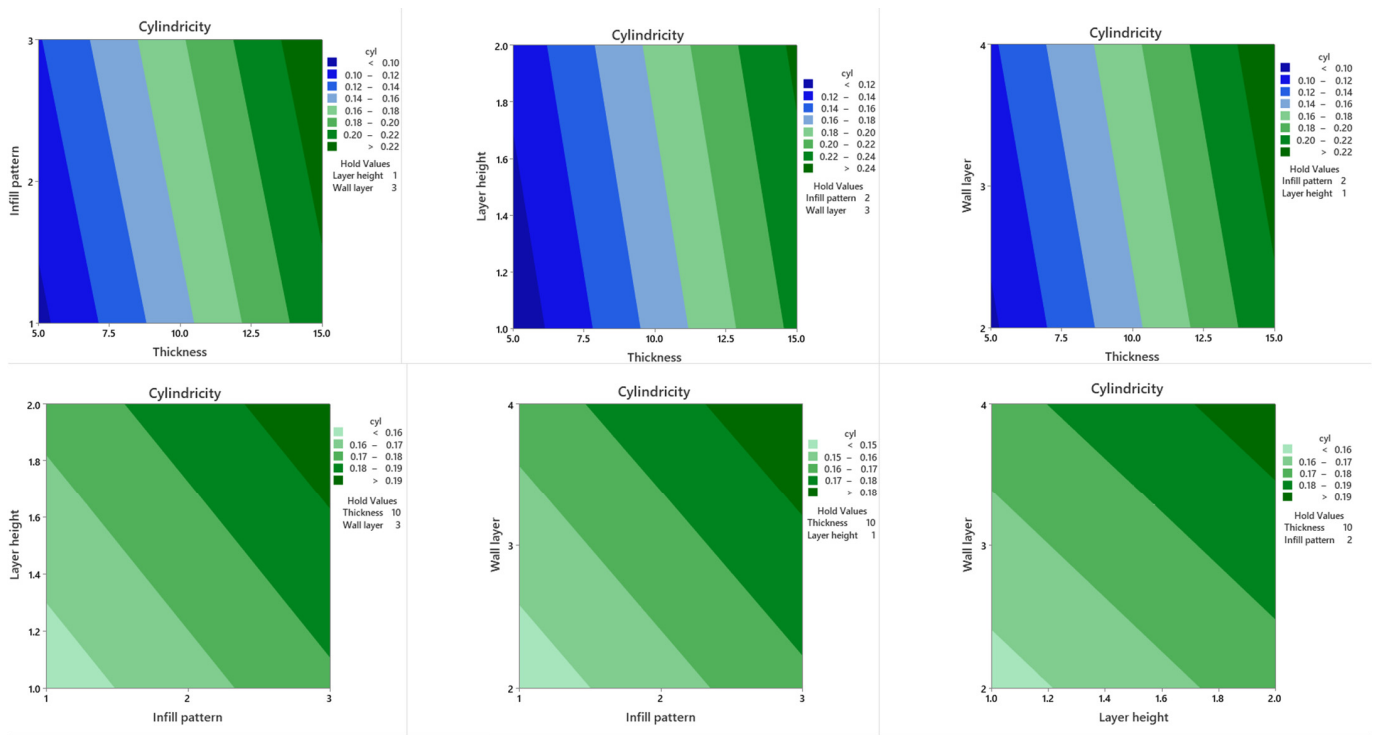 Cylindricity
cyl
< 0.10
0.10 – 0.12
0.12 – 0.14
0.14 – 0.16
0.16 – 0.18
0.18 – 0.20
0.20 – 0.22
> 0.22
Hold Values
Layer height 1
Wall layer 3
Infill pattern
3
2
1
5.0 7.5 10.0 12.5 15.0
Thickness
Cylindricity
cyl
< 0.12
0.12 – 0.14
0.14 – 0.16
0.16 – 0.18
0.18 – 0.20
0.20 – 0.22
0.22 – 0.24
> 0.24
Hold Values
Infill pattern 2
Wall layer 3
Layer height
2.0
1.8
1.6
1.4
1.2
1.0
5.0 7.5 10.0 12.5 15.0
Thickness
Cylindricity
cyl
< 0.10
0.10 – 0.12
0.12 – 0.14
0.14 – 0.16
0.16 – 0.18
0.18 – 0.20
0.20 – 0.22
> 0.22
Hold Values
Infill pattern 2
Layer height 1
Wall layer
4
3
2
5.0 7.5 10.0 12.5 15.0
Thickness
Cylindricity
cyl
< 0.16
0.16 – 0.17
0.17 – 0.18
0.18 – 0.19
> 0.19
Hold Values
Thickness 10
Wall layer 3
Layer height
2.0
1.8
1.6
1.4
1.2
1.0
1 2 3
Infill pattern
Cylindricity
cyl
< 0.15
0.15 – 0.16
0.16 – 0.17
0.17 – 0.18
> 0.18
Hold Values
Thickness 10
Layer height 1
Wall layer
4
3
2
1 2 3
Infill pattern
Cylindricity
cyl
< 0.16
0.16 – 0.17
0.17 – 0.18
0.18 – 0.19
> 0.19
Hold Values
Thickness 10
Infill pattern 2
Wall layer
4
3
2
1.0 1.2 1.4 1.6 1.8 2.0
Layer height